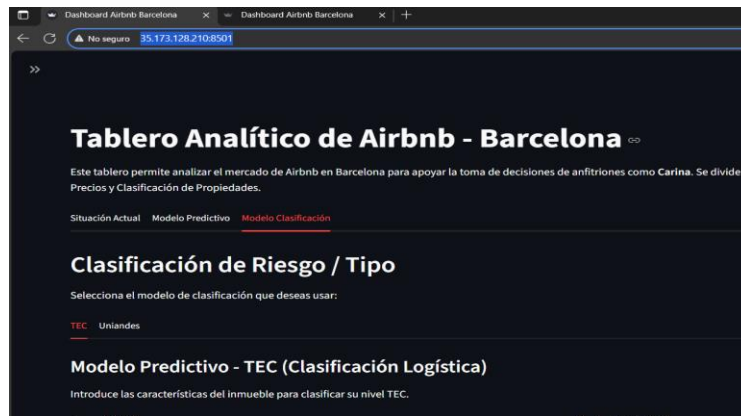 Dashboard Airbnb Barcelona
Dashboard Airbnb Barcelona
No seguro 35.173.128.210:8501
Tablero Analítico de Airbnb - Barcelona
Este tablero permite analizar el mercado de Airbnb en Barcelona para apoyar la toma de decisiones de anfitriones como Carina. Se divide
Precios y Clasificación de Propiedades.
Situación Actual Modelo Predictivo Modelo Clasificación
Clasificación de Riesgo / Tipo
Selecciona el modelo de clasificación que deseas usar:
TEC Uniandes
Modelo Predictivo - TEC (Clasificación Logística)
Introduce las características del inmueble para clasificar su nivel TEC.